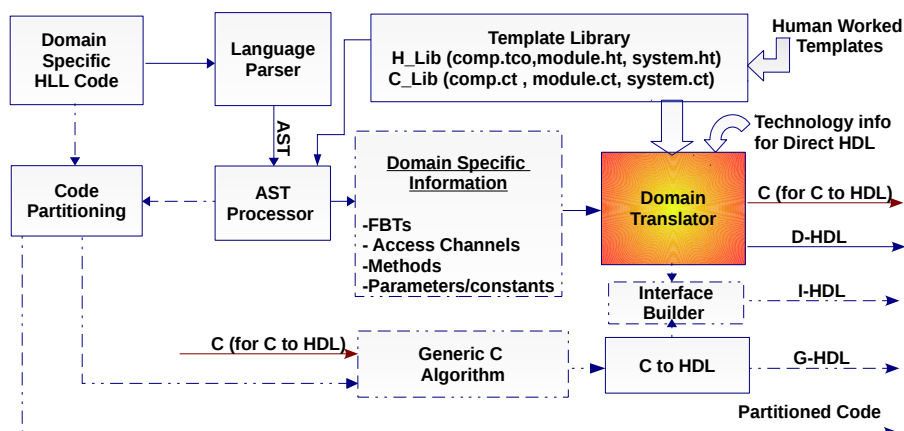 Domain
Specific
HLL Code
Language
Parser
Template Library
H_Lib (comp.tco,module.ht, system.ht)
C_Lib (comp.ct , module.ct, system.ct)
Human Worked
Templates
AST
Technology info
for Direct HDL
Code
Partitioning
AST
Processor
Domain Specific
Information
-FBTs
- Access Channels
-Methods
-Parameters/constants
Domain
Translator
C (for C to HDL)
D-HDL
Interface
Builder
I-HDL
C (for C to HDL)
Generic C
Algorithm
C to HDL
G-HDL
Partitioned Code